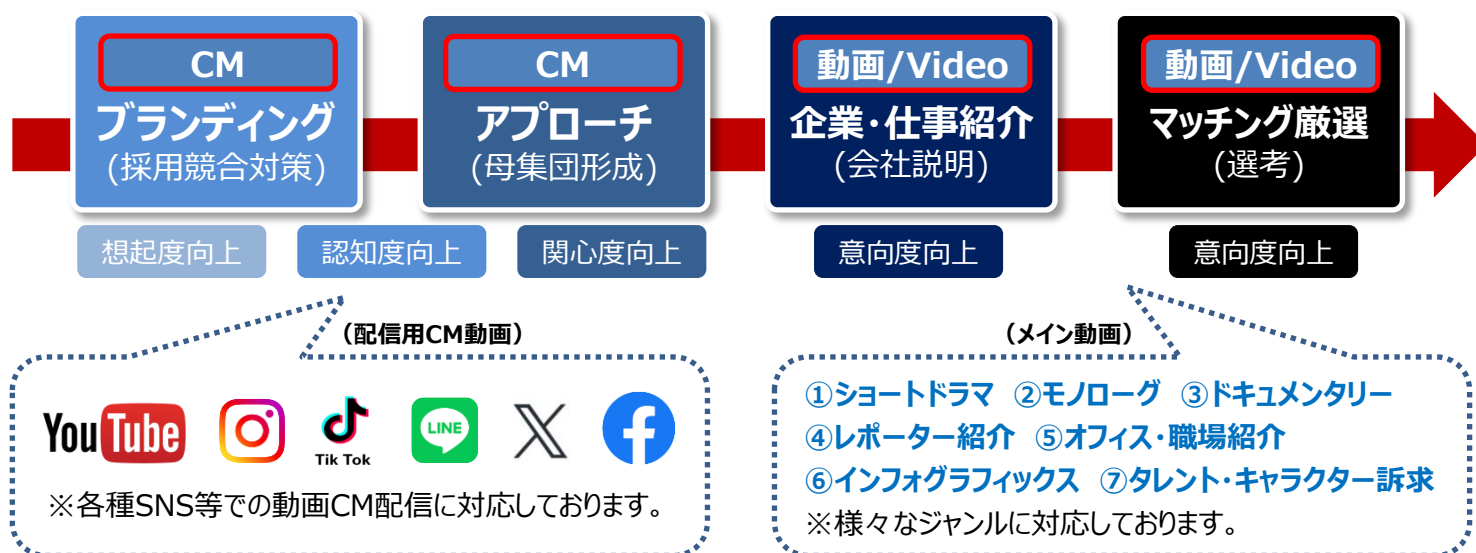 CM
ブランディング
(採用競合対策)
CM
アプローチ
(母集団形成)
動画/Video
企業・仕事紹介
(会社説明)
動画/Video
マッチング厳選
(選考)
想起度向上
認知度向上
関心度向上
意向度向上
意向度向上
（配信用CM動画）
YouTube
Tik Tok
LINE
※各種SNS等での動画CM配信に対応しております。
（メイン動画）
①ショートドラマ ②モノローグ ③ドキュメンタリー
④レポーター紹介 ⑤オフィス・職場紹介
⑥インフォグラフィックス ⑦タレント・キャラクター訴求
※様々なジャンルに対応しております。